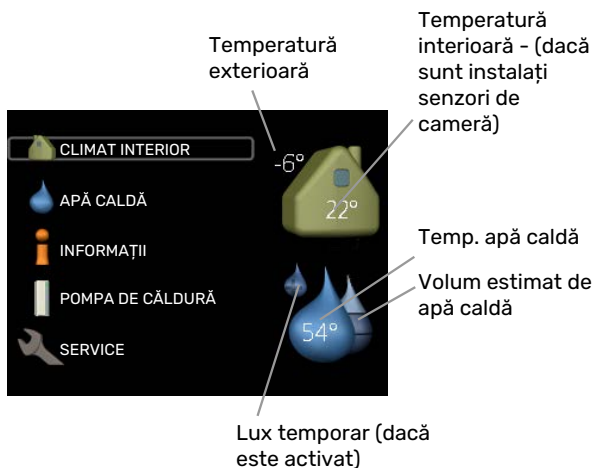 Temperatură
exterioară
Temperatură
interioară - (dacă
sunt instalați
senzori de
cameră)
CLIMAT INTERIOR
-6°
22°
APĂ CALDĂ
INFORMAȚII
POMPA DE CĂLDURĂ
SERVICE
54°
Temp. apă caldă
Volum estimat de
apă caldă
Lux temporar (dacă
este activat)